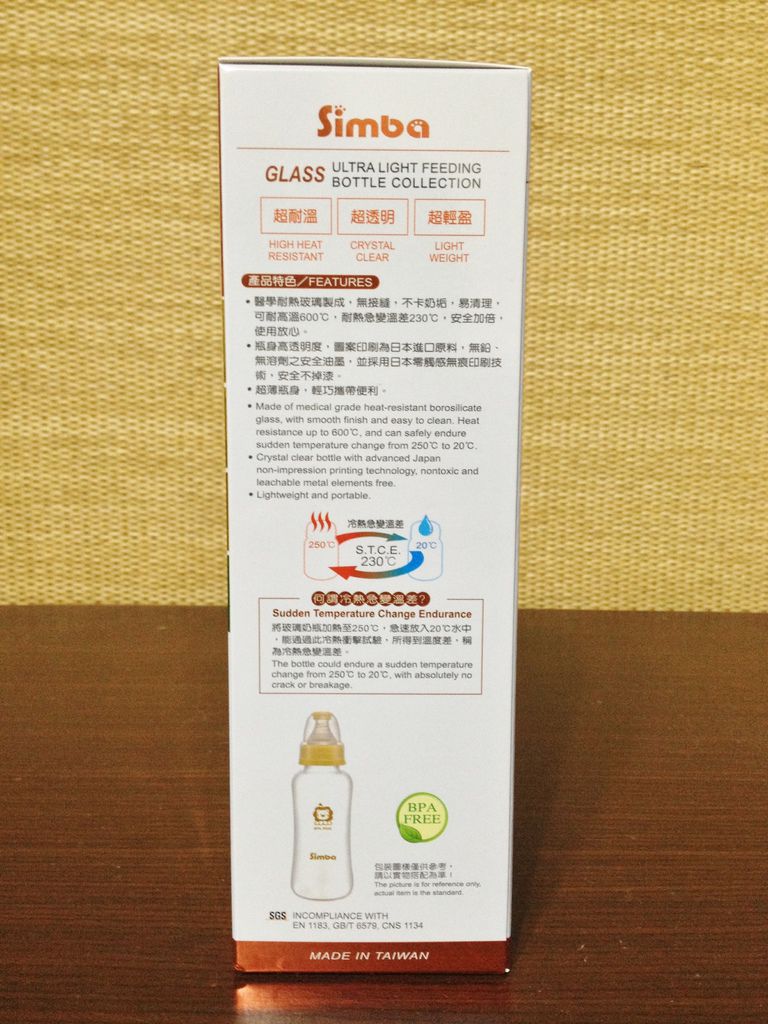 Simba
GLASS ULTRA LIGHT FEEDING
BOTTLE COLLECTION
超耐溫
超透明
超輕盈
HIGH HEAT
RESISTANT
CRYSTAL
CLEAR
LIGHT
WEIGHT
產品特色/FEATURES
• 醫學耐熱玻璃製成,無接縫,不卡奶垢,易清理,
可耐高溫600℃,耐熱急變溫差230℃,安全加倍,
使用放心。
• 瓶身高透明度,圖案印刷為日本進口原料,無鉛、
無溶劑之安全油墨,並採用日本零觸感無痕印刷技
術,安全不掉漆。
• 超薄瓶身,輕巧攜帶便利。
• Made of medical grade heat-resistant borosilicate
glass, with smooth finish and easy to clean. Heat
resistance up to 600℃, and can safely endure
sudden temperature change from 250℃ to 20℃.
• Crystal clear bottle with advanced Japan
non-impression printing technology, nontoxic and
leachable metal elements free.
• Lightweight and portable.
冷熱急變溫差
250℃
S.T.C.E.
230℃
20℃
何謂冷熱急變溫差?
Sudden Temperature Change Endurance
將玻璃奶瓶加熱至250℃,急速放入20℃水中
,能通過此冷熱衝擊試驗、所得到溫度差,稱
為冷熱急變溫差。
The bottle could endure a sudden temperature
change from 250℃ to 20℃, with absolutely no
crack or breakage.
Simba
BPA
FREE
包裝圖樣僅供參考,
請以實物搭配為準!
The picture is for reference only,
actual item is the standard.
SGS INCOMPLIANCE WITH
EN 1183, GB/T 6579, CNS 1134
MADE IN TAIWAN